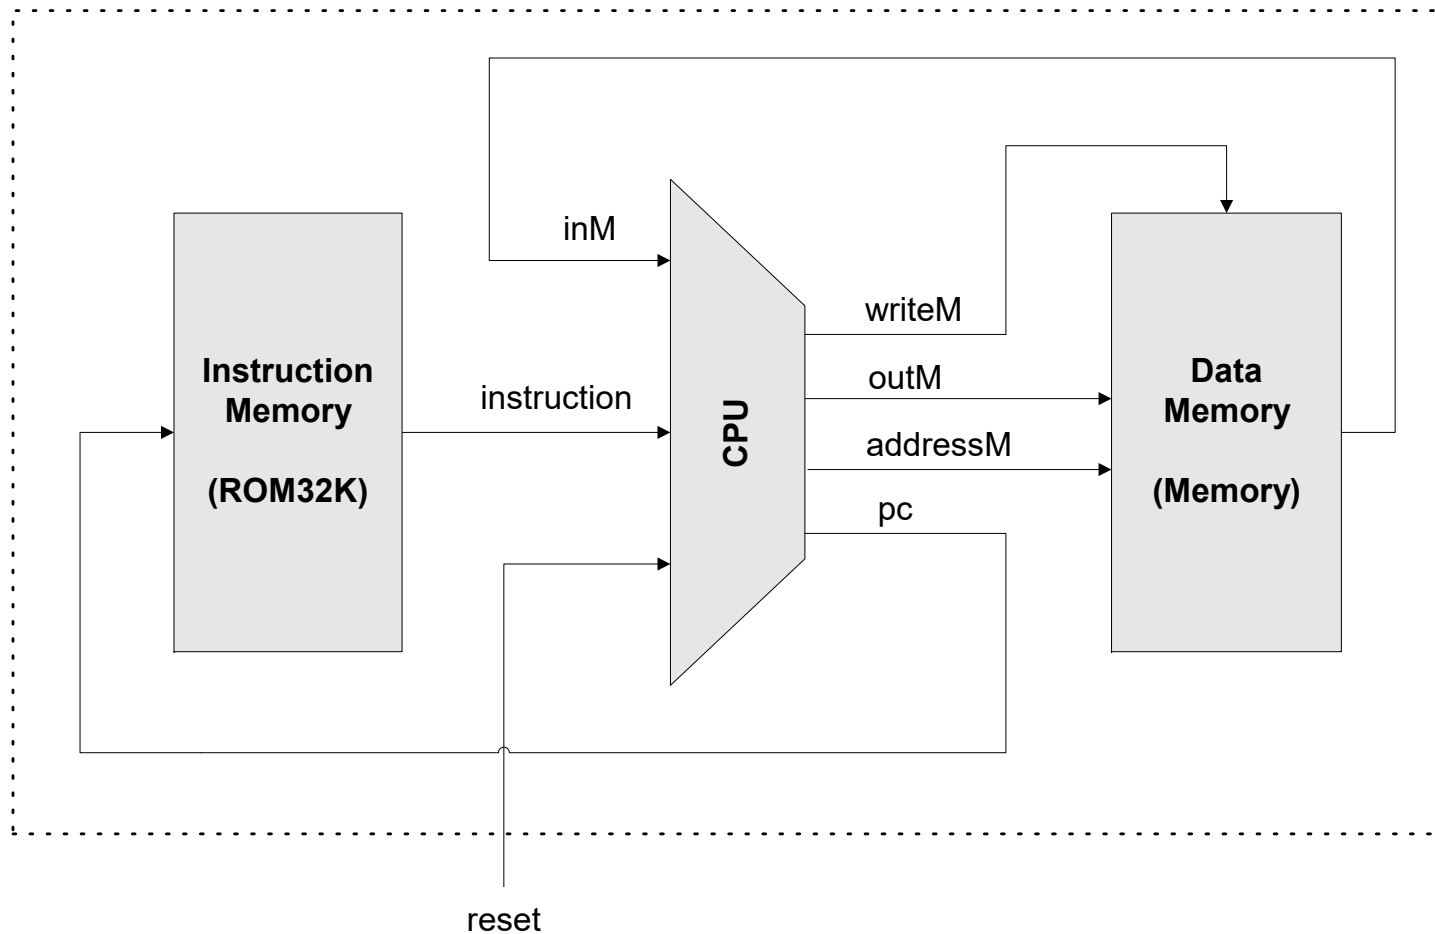 inM
writeM
Instruction
Memory
(ROM32K)
instruction
CPU
outM
addressM
pc
Data
Memory
(Memory)
reset